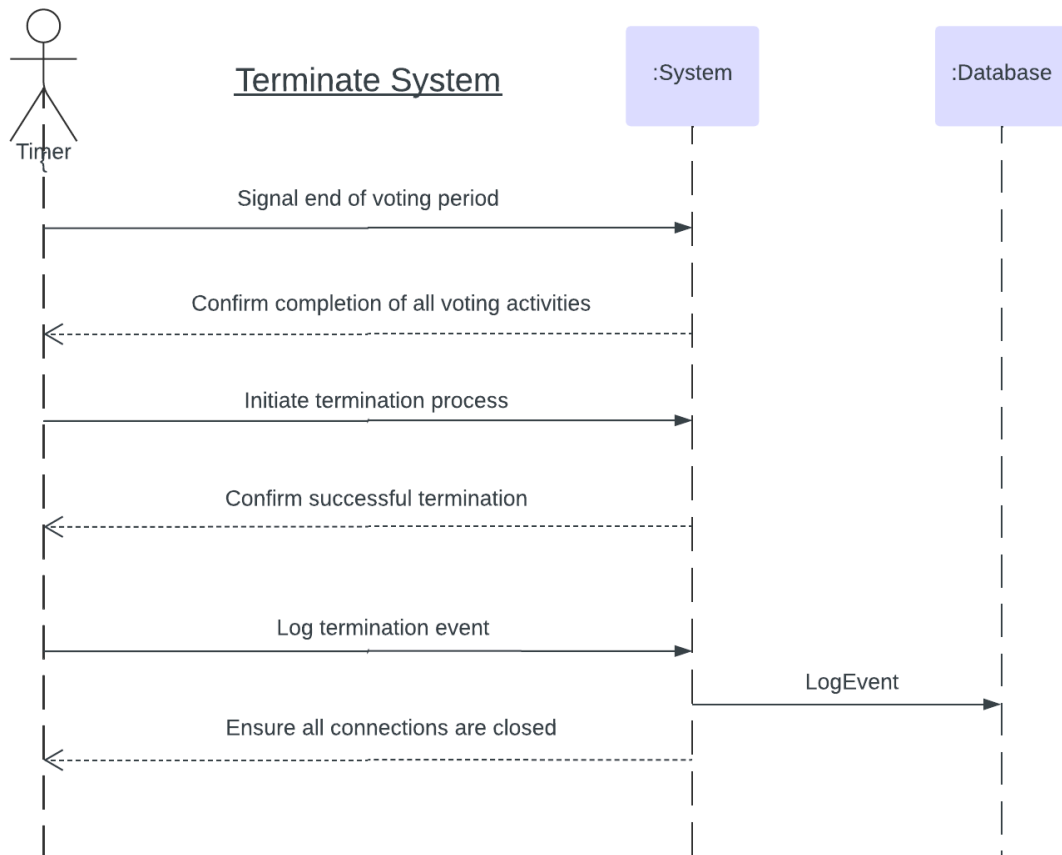 Terminate System
:System
:Database
Timer
Signal end of voting period
Confirm completion of all voting activities
Initiate termination process
Confirm successful termination
Log termination event
LogEvent
Ensure all connections are closed